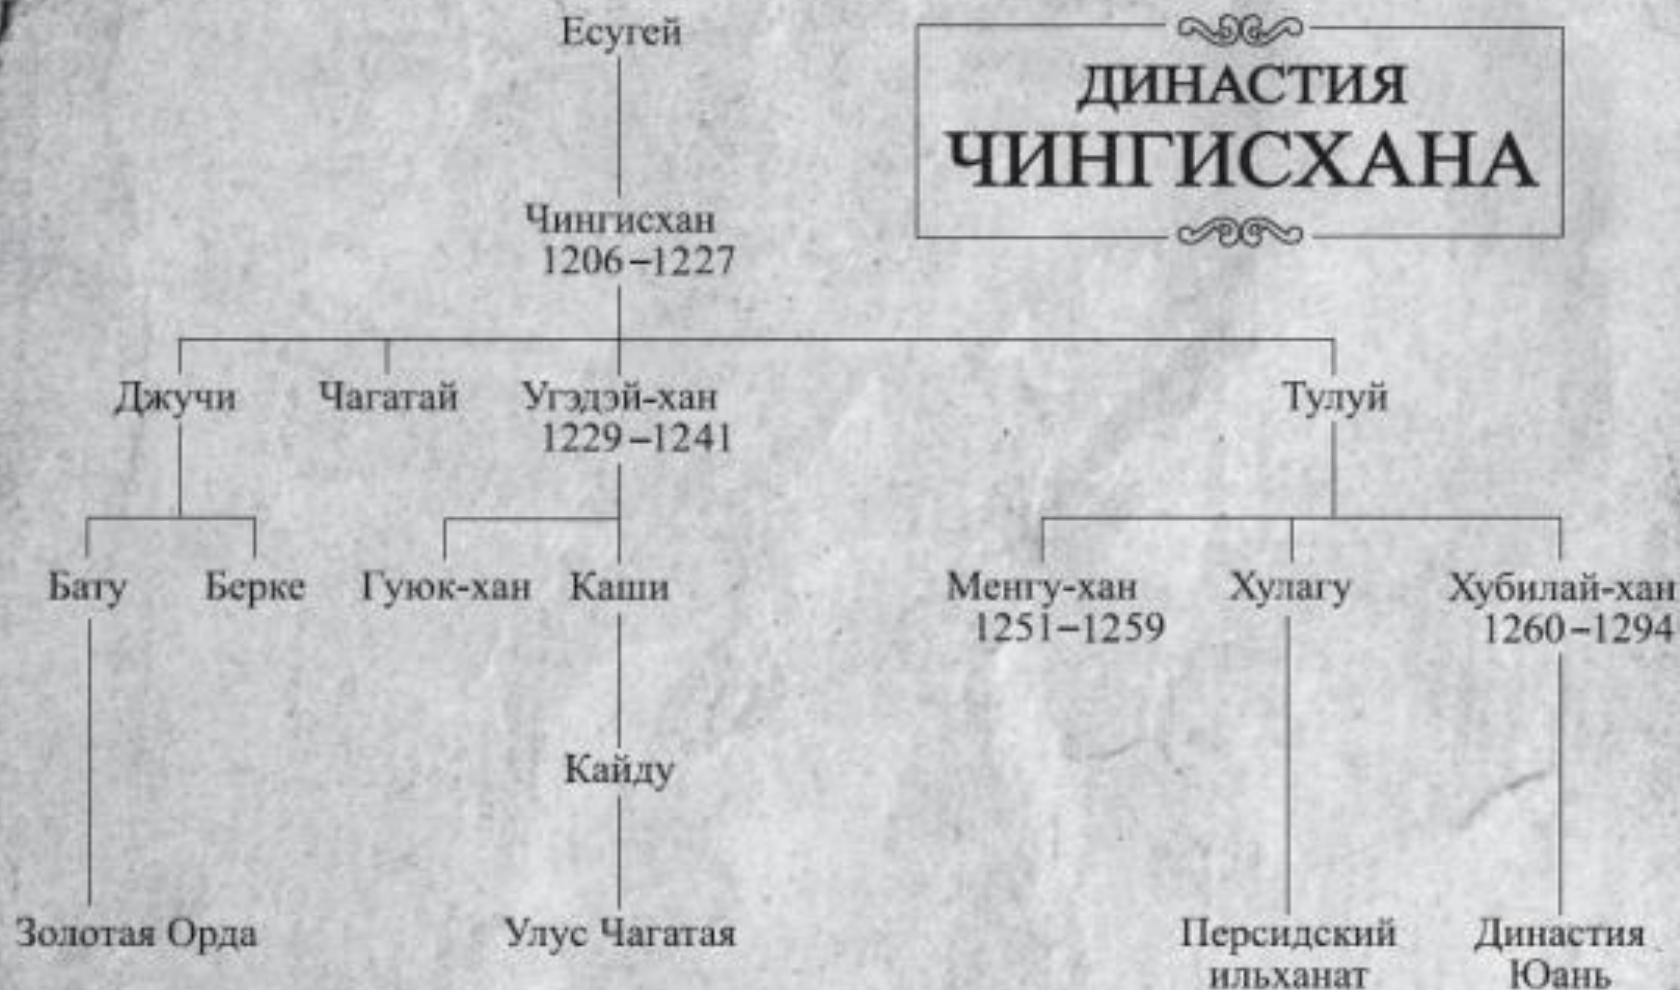 Есугей
ДИНАСТИЯ
ЧИНГИСХАНА
Чингисхан
1206–1227
Джучи
Чагатай
Угэдэй-хан
1229–1241
Тулуй
Бату
Берке
Гуюк-хан
Каши
Менгу-хан
1251–1259
Хулагу
Хубилай-хан
1260–1294
Кайду
Золотая Орда
Улус Чагатая
Персидский
ильханат
Династия
Юань